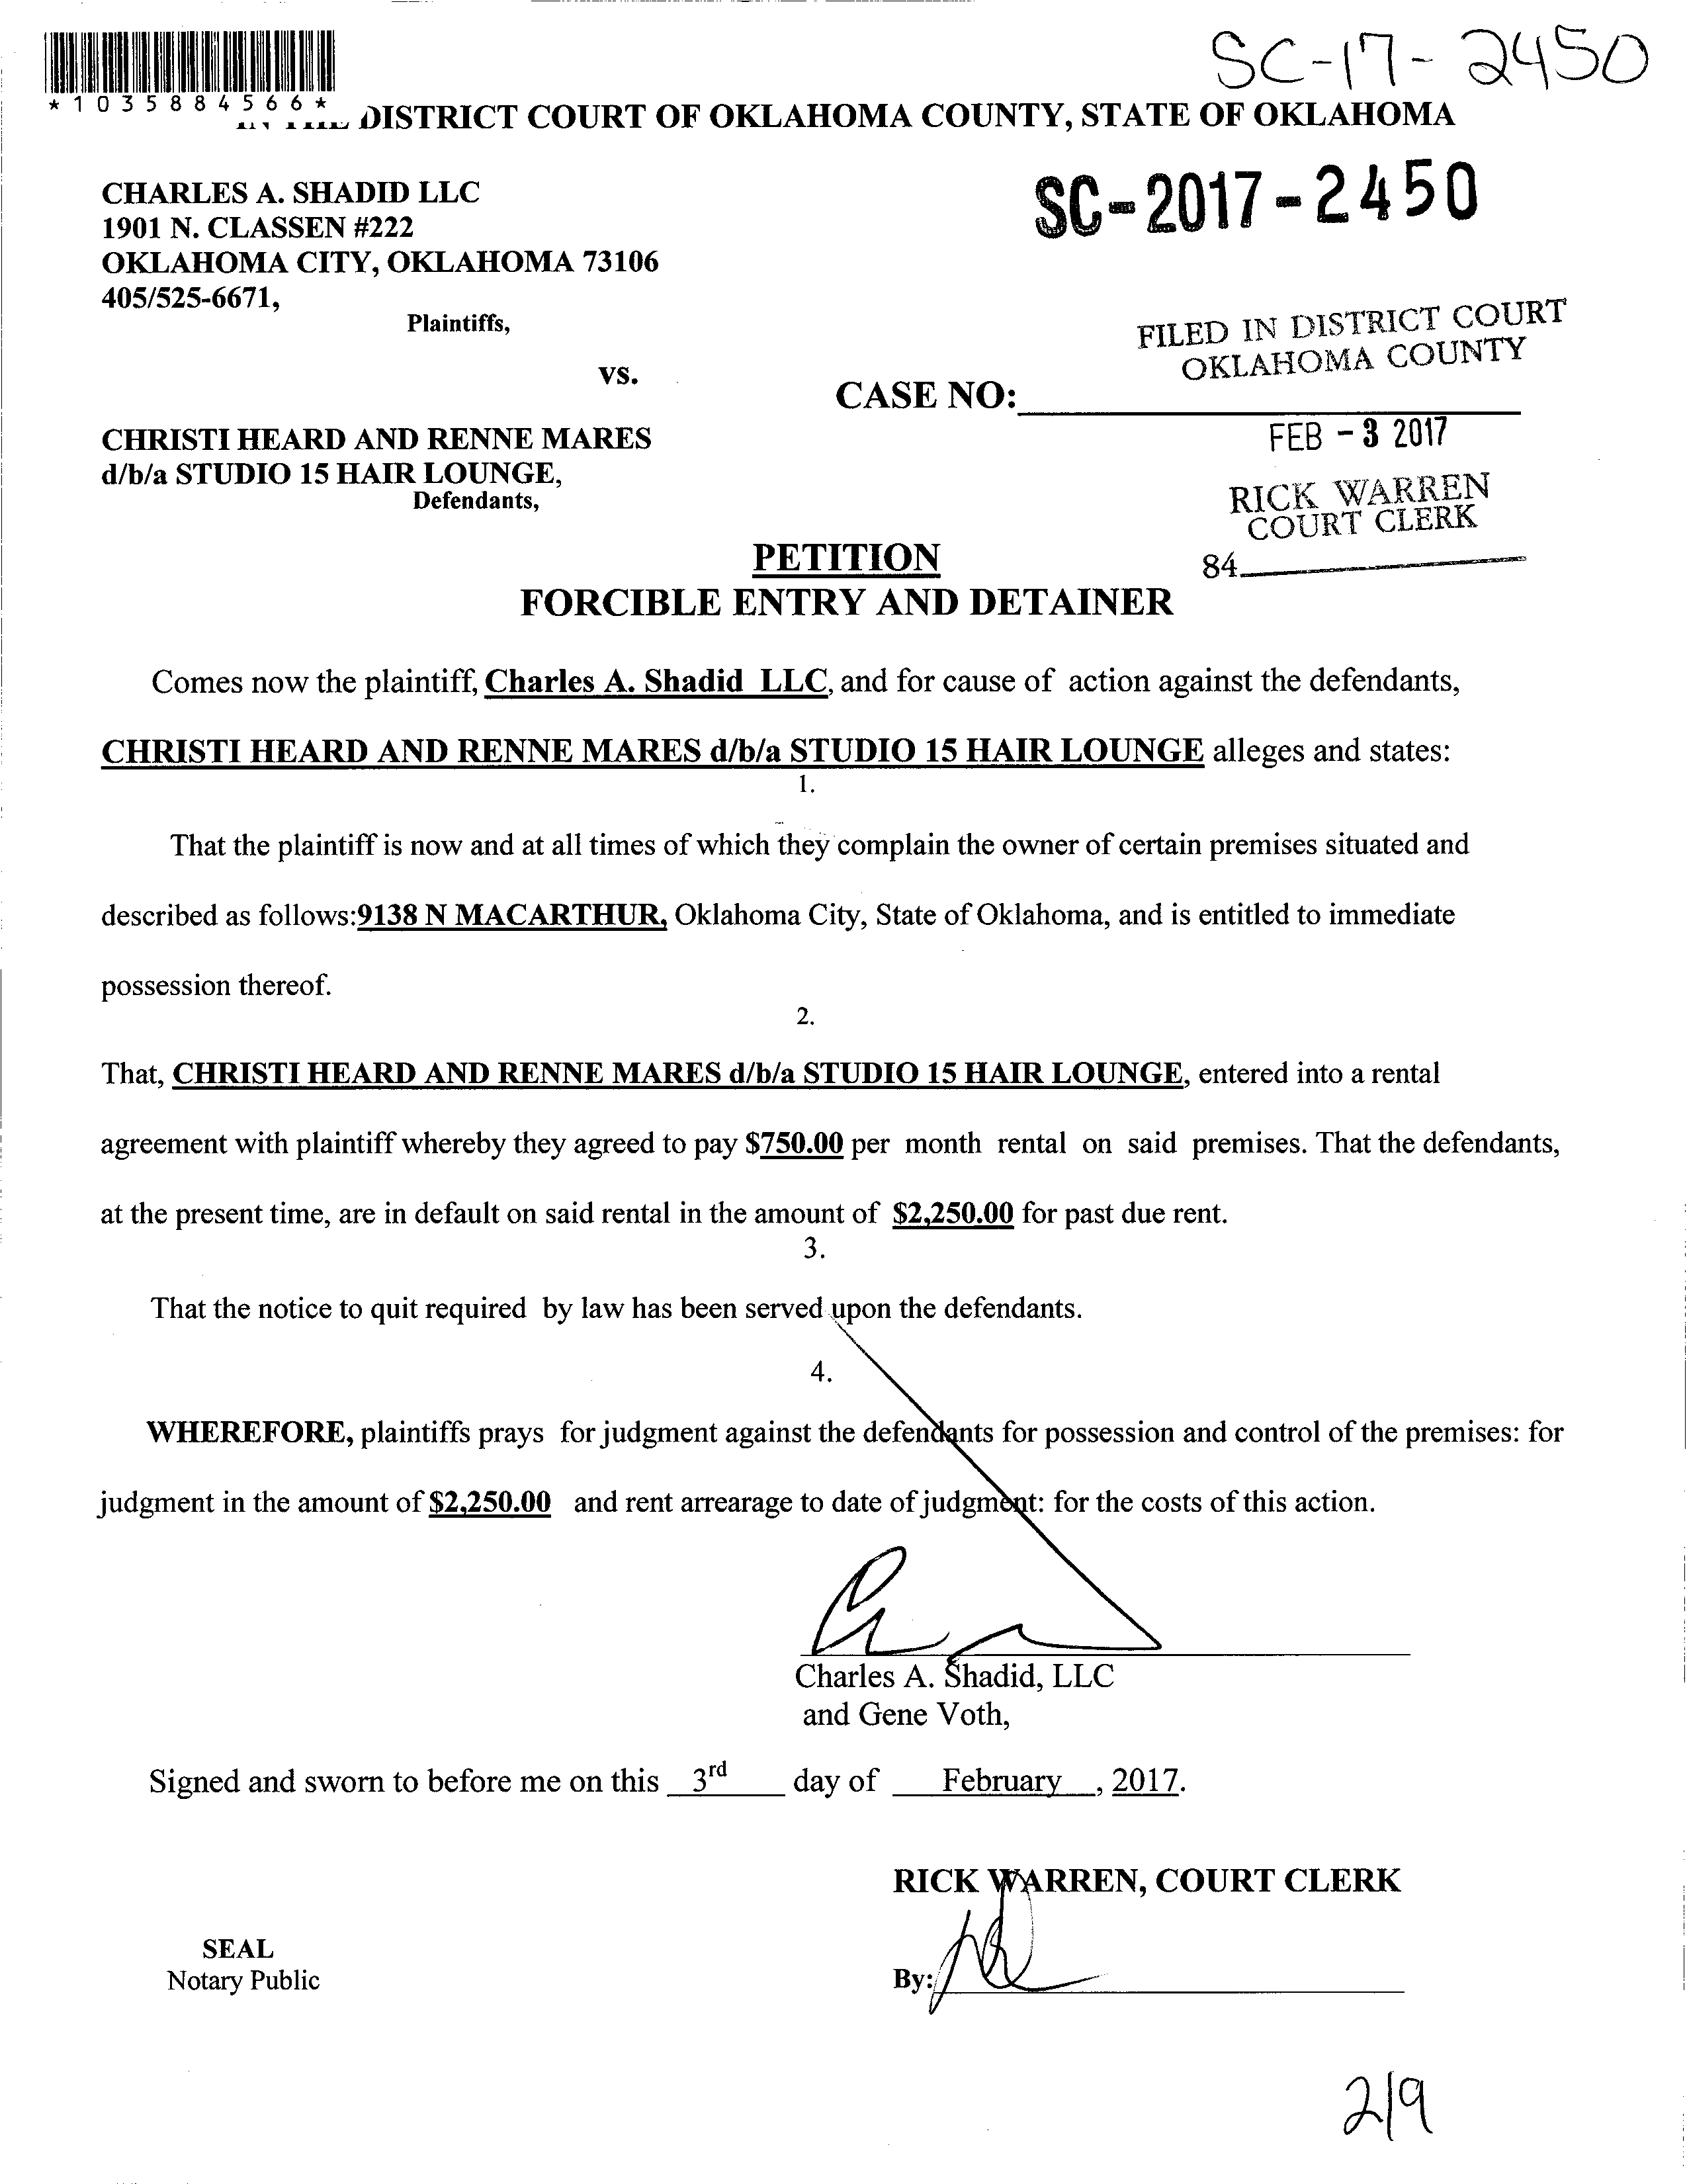 SC-17-2450
*1035884566*
DISTRICT COURT OF OKLAHOMA COUNTY, STATE OF OKLAHOMA
CHARLES A. SHADID LLC
1901 N. CLASSEN #222
OKLAHOMA CITY, OKLAHOMA 73106
405/525-6671,
Plaintiffs,
SC-2017-2450
vs.
FILED IN DISTRICT COURT
OKLAHOMA COUNTY
CASE NO:
CHRISTI HEARD AND RENNE MARES
d/b/a STUDIO 15 HAIR LOUNGE,
Defendants,
FEB - 3 2017
RICK WARREN
COURT CLERK
84
PETITION
FORCIBLE ENTRY AND DETAINER
Comes now the plaintiff, Charles A. Shadid LLC, and for cause of action against the defendants,
CHRISTI HEARD AND RENNE MARES d/b/a STUDIO 15 HAIR LOUNGE alleges and states:
1.
That the plaintiff is now and at all times of which they complain the owner of certain premises situated and
described as follows:9138 N MACARTHUR, Oklahoma City, State of Oklahoma, and is entitled to immediate
possession thereof.
2.
That, CHRISTI HEARD AND RENNE MARES d/b/a STUDIO 15 HAIR LOUNGE, entered into a rental
agreement with plaintiff whereby they agreed to pay $750.00 per month rental on said premises. That the defendants,
at the present time, are in default on said rental in the amount of $2,250.00 for past due rent.
3.
That the notice to quit required by law has been served upon the defendants.
4.
WHEREFORE, plaintiffs prays for judgment against the defendants for possession and control of the premises: for
judgment in the amount of $2,250.00 and rent arrearage to date of judgment: for the costs of this action.
Charles A. Shadid, LLC
and Gene Voth,
Signed and sworn to before me on this 3rd day of February, 2017.
RICK WARREN, COURT CLERK
SEAL
Notary Public
By:
2/9